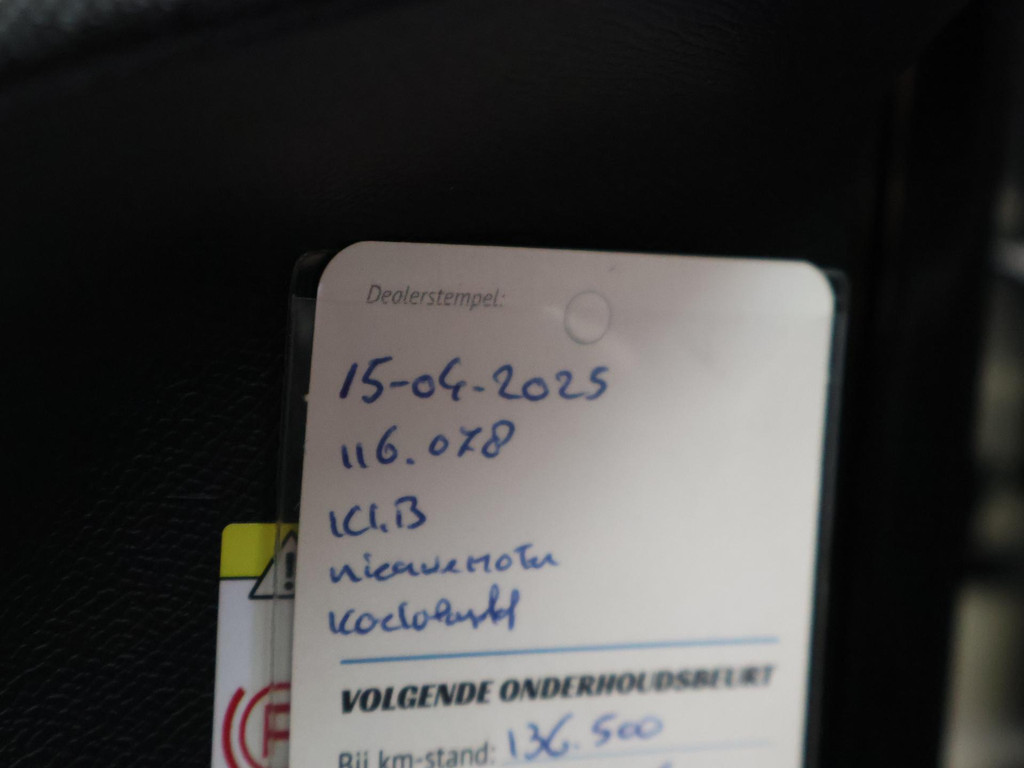 Dealerstempel:
15-04-2025
116.078
Kl.B
nieuwe motor
VOLGENDE ONDERHOUDSBEURT
Bij km-stand: 136.500